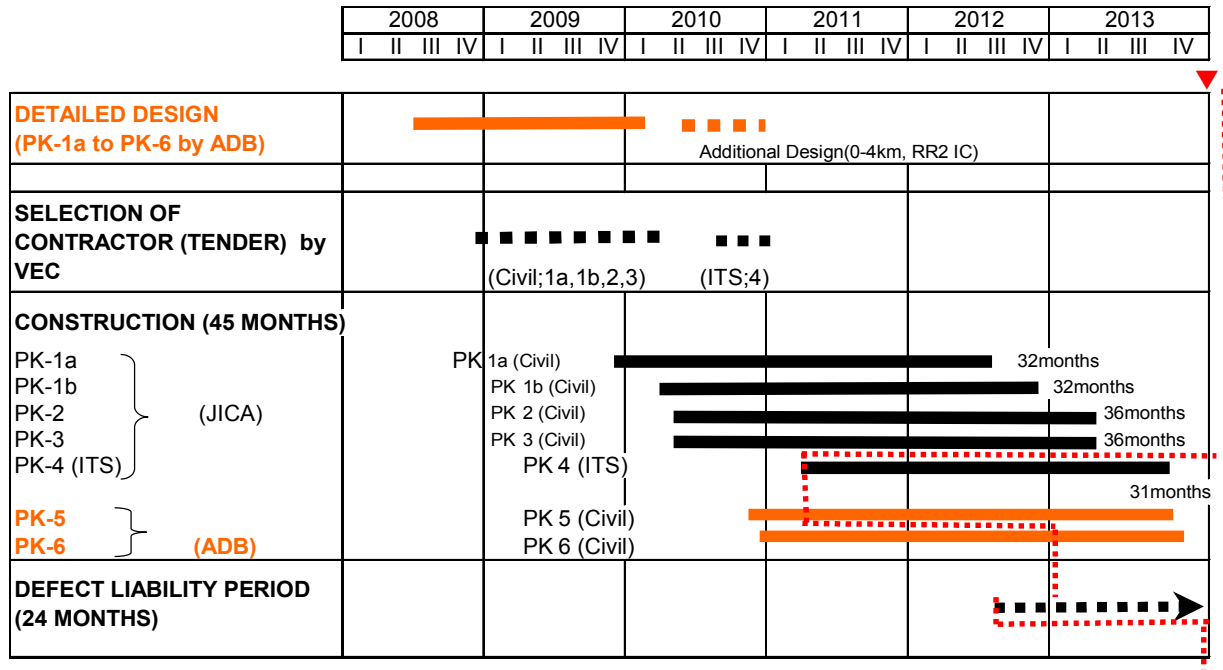 2008 2009 2010 2011 2012 2013
I II III IV I II III IV I II III IV I II III IV I II III IV I II III IV
DETAILED DESIGN
(PK-1a to PK-6 by ADB)
Additional Design(0-4km, RR2 IC)
SELECTION OF
CONTRACTOR (TENDER) by
VEC
(Civil;1a,1b,2,3) (ITS;4)
CONSTRUCTION (45 MONTHS)
PK-1a PK 1a (Civil) 32months
PK-1b PK 1b (Civil) 32months
PK-2 (JICA) PK 2 (Civil) 36months
PK-3 PK 3 (Civil) 36months
PK-4 (ITS) PK 4 (ITS)
31months
PK-5 PK 5 (Civil)
PK-6 (ADB) PK 6 (Civil)
DEFECT LIABILITY PERIOD
(24 MONTHS)